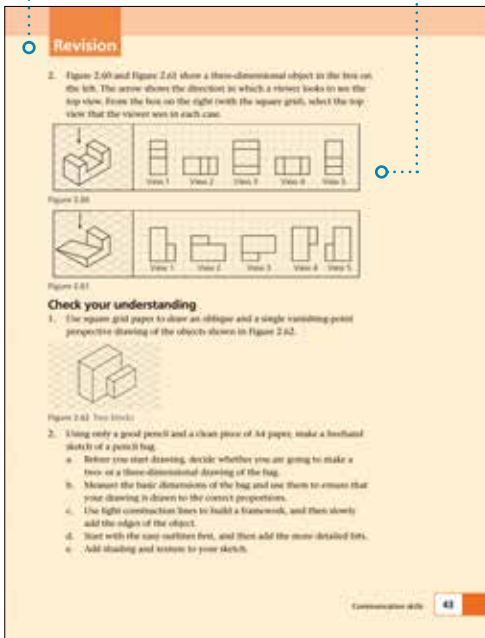 Revision
2. Figure 2.60 and Figure 2.61 show a three-dimensional object in the box on
the left. The arrow shows the direction in which a viewer looks to see the
top view. From the box on the right (with the square grid), select the top
view that the viewer sees in each case.
View 1 View 2 View 3 View 4 View 5
Figure 2.60
View 1 View 2 View 3 View 4 View 5
Figure 2.61
Check your understanding
1. Use square grid paper to draw an oblique and a single vanishing-point
perspective drawing of the objects shown in Figure 2.62.
Figure 2.62 Two blocks
2. Using only a good pencil and a clean piece of A4 paper, make a freehand
sketch of a pencil bag.
a. Before you start drawing, decide whether you are going to make a
two- or a three-dimensional drawing of the bag.
b. Measure the basic dimensions of the bag and use them to ensure that
your drawing is drawn to the correct proportions.
c. Use light construction lines to build a framework, and then slowly
add the edges of the object.
d. Start with the easy outlines first, and then add the more detailed bits.
e. Add shading and texture to your sketch.
Communication skills 43